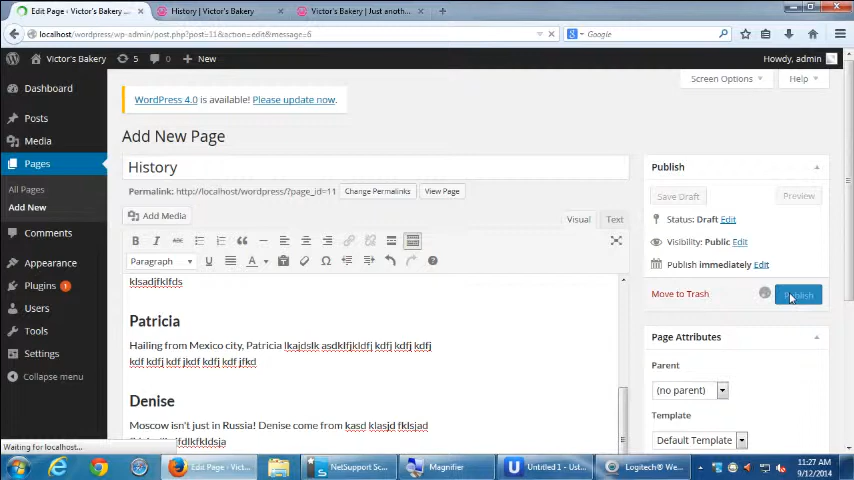 Edit Page ‹ Victor's Bakery ... × History | Victor's Bakery × Victor's Bakery | Just anoth... × +
localhost/wordpress/wp-admin/post.php?post=11&action=edit&message=6 Google
Victor's Bakery 5 0 + New Howdy, admin
Screen Options Help
Dashboard
Posts
Media
Pages
All Pages
Add New
Comments
Appearance
Plugins 1
Users
Tools
Settings
Collapse menu
WordPress 4.0 is available! Please update now.
Add New Page
History
Permalink: http://localhost/wordpress/?page_id=11 Change Permalinks View Page
Add Media Visual Text
B I ABC
Paragraph U A Ω ?
klsadjfklfds
Patricia
Hailing from Mexico city, Patricia lkajdslk asdklfjkldfj kdfj kdfj kdfj
kdf kdfj kdf jkdf kdfj kdf jfkd
Denise
Moscow isn't just in Russia! Denise come from kasd klasjd fklsjad
Publish
Save Draft Preview
Status: Draft Edit
Visibility: Public Edit
Publish immediately Edit
Move to Trash Publish
Page Attributes
Parent
(no parent)
Template
Default Template
Waiting for localhost...
Edit Page ‹ Vict... NetSupport Sc... Magnifier Untitled 1 - Ust... Logitech® We...
11:27 AM
9/12/2014